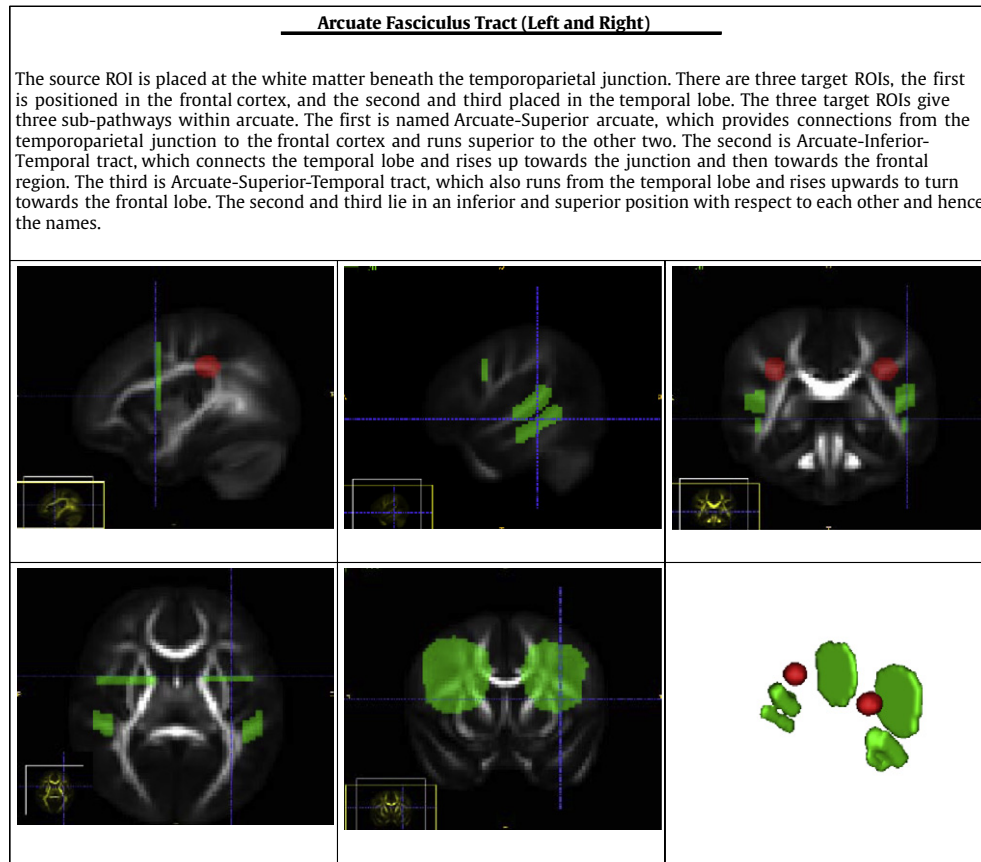 Arcuate Fasciculus Tract (Left and Right)
The source ROI is placed at the white matter beneath the temporoparietal junction. There are three target ROIs, the first
is positioned in the frontal cortex, and the second and third placed in the temporal lobe. The three target ROIs give
three sub-pathways within arcuate. The first is named Arcuate-Superior arcuate, which provides connections from the
temporoparietal junction to the frontal cortex and runs superior to the other two. The second is Arcuate-Inferior-
Temporal tract, which connects the temporal lobe and rises up towards the junction and then towards the frontal
region. The third is Arcuate-Superior-Temporal tract, which also runs from the temporal lobe and rises upwards to turn
towards the frontal lobe. The second and third lie in an inferior and superior position with respect to each other and hence
the names.